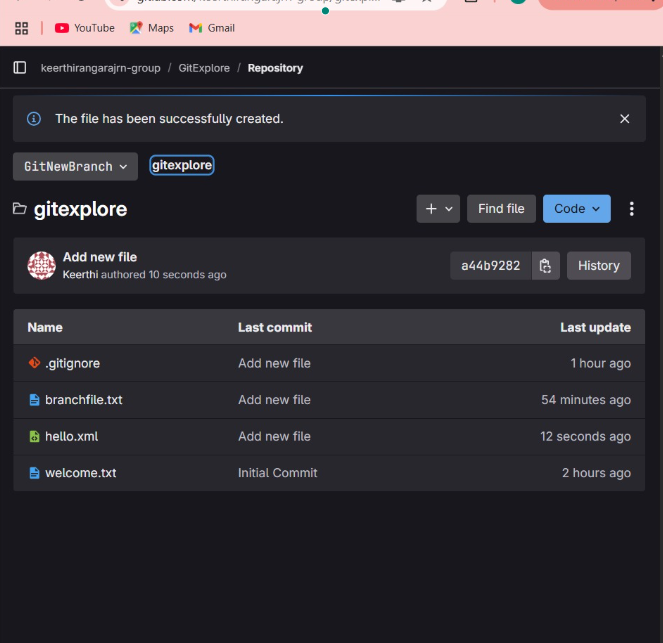 YouTube Maps Gmail
keerthirangarajrn-group / GitExplore / Repository
The file has been successfully created.
GitNewBranch gitexplore
gitexplore + Find file Code
Add new file
Keerthi authored 10 seconds ago
a44b9282 History
Name Last commit Last update
.gitignore Add new file 1 hour ago
branchfile.txt Add new file 54 minutes ago
hello.xml Add new file 12 seconds ago
welcome.txt Initial Commit 2 hours ago